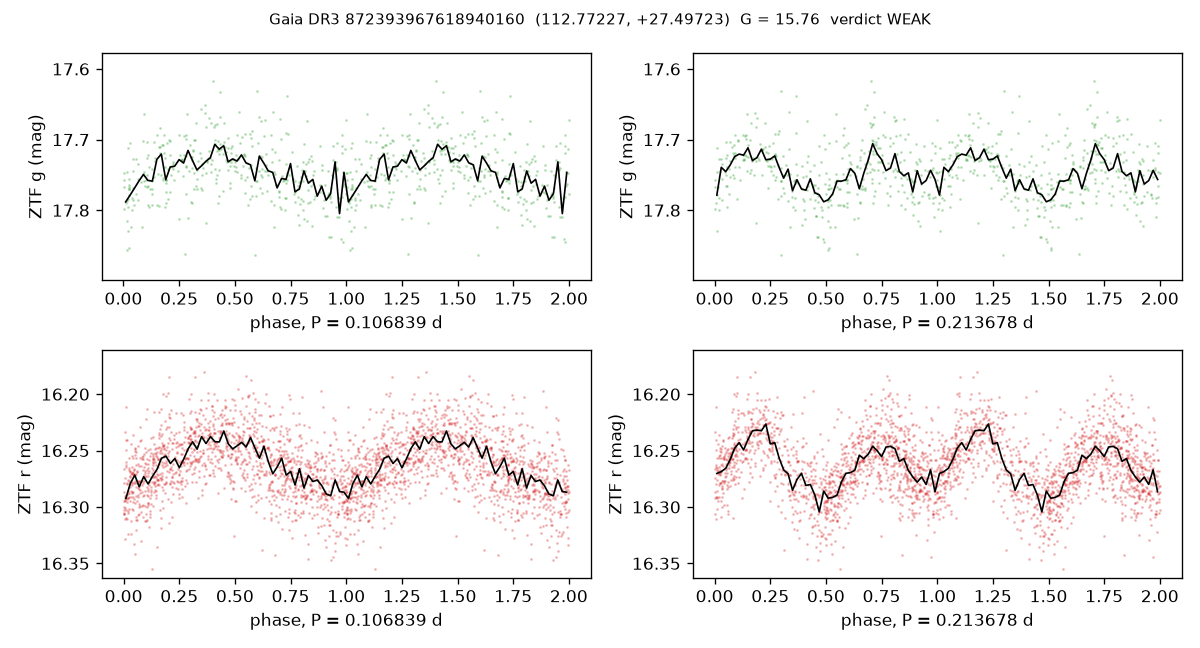 Gaia DR3 872393967618940160  (112.77227, +27.49723)  G = 15.76  verdict WEAK
ZTF g (mag)
17.6
17.7
17.8
0.00 0.25 0.50 0.75 1.00 1.25 1.50 1.75 2.00
phase, P = 0.106839 d
ZTF g (mag)
17.6
17.7
17.8
0.00 0.25 0.50 0.75 1.00 1.25 1.50 1.75 2.00
phase, P = 0.213678 d
ZTF r (mag)
16.20
16.25
16.30
16.35
0.00 0.25 0.50 0.75 1.00 1.25 1.50 1.75 2.00
phase, P = 0.106839 d
ZTF r (mag)
16.20
16.25
16.30
16.35
0.00 0.25 0.50 0.75 1.00 1.25 1.50 1.75 2.00
phase, P = 0.213678 d